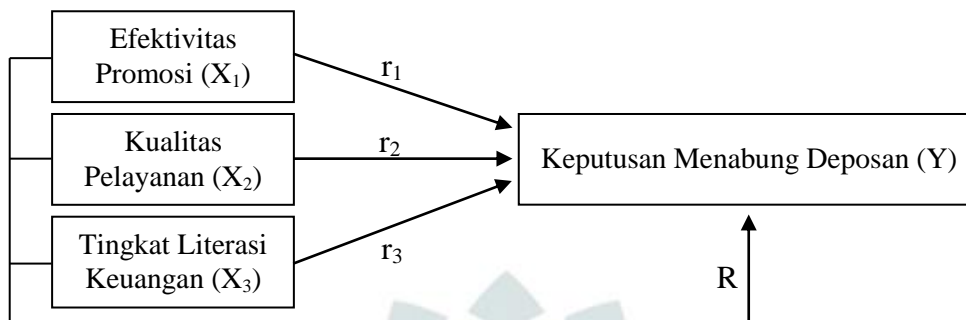 Efektivitas
Promosi (X₁)
r₁
Kualitas
Pelayanan (X₂)
r₂
Keputusan Menabung Deposan (Y)
Tingkat Literasi
Keuangan (X₃)
r₃
R